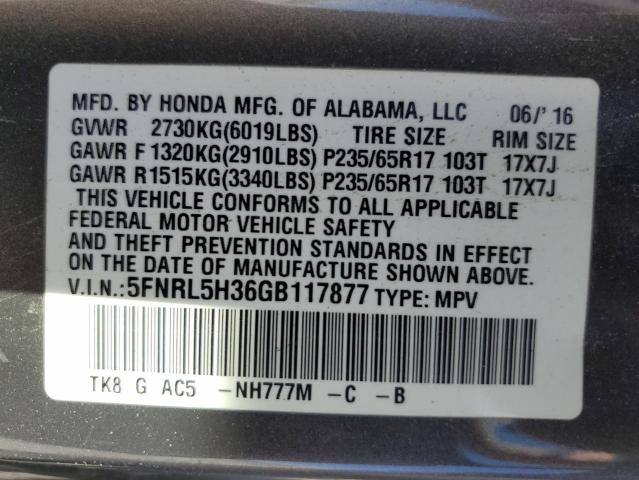 MFD. BY HONDA MFG. OF ALABAMA, LLC 06/' 16
GVWR 2730KG(6019LBS) TIRE SIZE RIM SIZE
GAWR F 1320KG(2910LBS) P235/65R17 103T 17X7J
GAWR R1515KG(3340LBS) P235/65R17 103T 17X7J
THIS VEHICLE CONFORMS TO ALL APPLICABLE
FEDERAL MOTOR VEHICLE SAFETY
AND THEFT PREVENTION STANDARDS IN EFFECT
ON THE DATE OF MANUFACTURE SHOWN ABOVE.
V.I.N.:5FNRL5H36GB117877 TYPE: MPV
TK8 G AC5 -NH777M -C -B